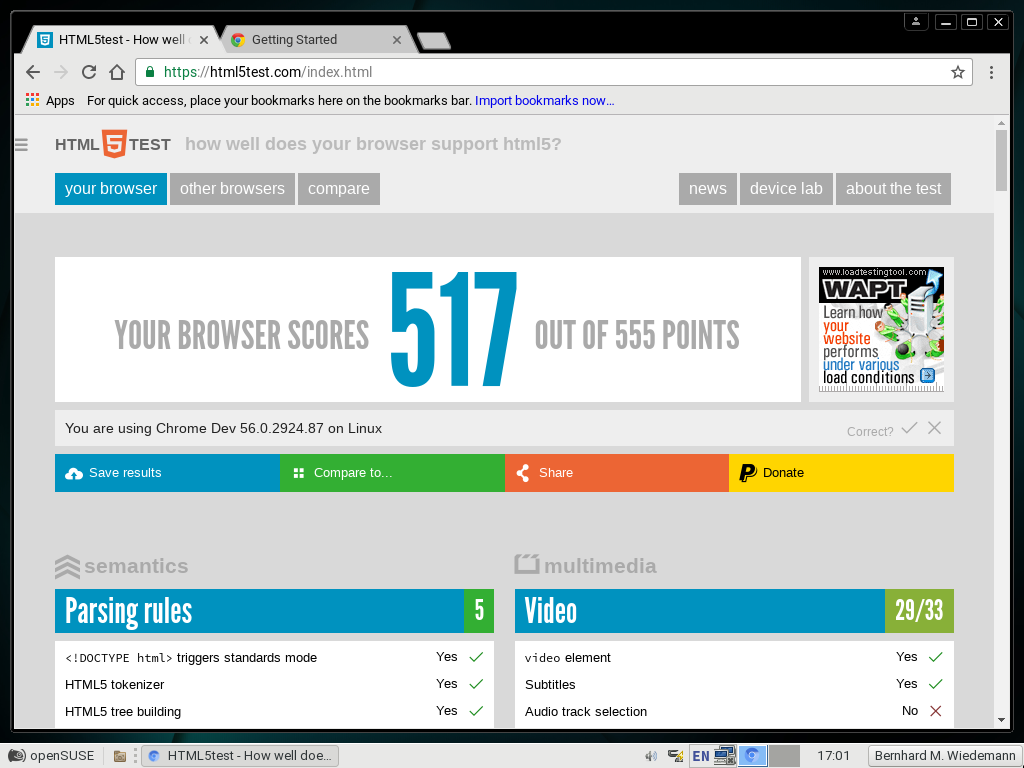 HTML5test - How well d
Getting Started
https://html5test.com/index.html
Apps For quick access, place your bookmarks here on the bookmarks bar. Import bookmarks now...
HTML 5 TEST how well does your browser support html5?
your browser other browsers compare news device lab about the test
YOUR BROWSER SCORES 517 OUT OF 555 POINTS
www.loadtestingtool.com
WAPT
Learn how
your
website
performs
under various
load conditions
You are using Chrome Dev 56.0.2924.87 on Linux Correct?
Save results Compare to... Share Donate
semantics
Parsing rules 5
<!DOCTYPE html> triggers standards mode Yes
HTML5 tokenizer Yes
HTML5 tree building Yes
multimedia
Video 29/33
video element Yes
Subtitles Yes
Audio track selection No
openSUSE HTML5test - How well doe... EN 17:01 Bernhard M. Wiedemann